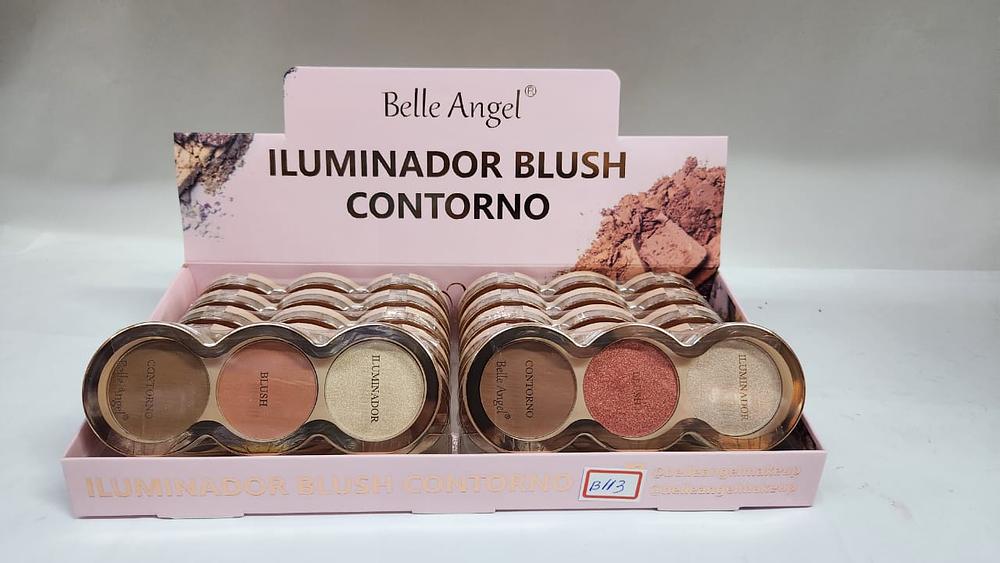 Belle Angel®
ILUMINADOR BLUSH
CONTORNO
CONTORNO
Belle Angel®
BLUSH
ILUMINADOR
CONTORNO
Belle Angel®
BLUSH
ILUMINADOR
ILUMINADOR BLUSH CONTORNO
B113
@belleangelmakeup
@belleangelmakeup